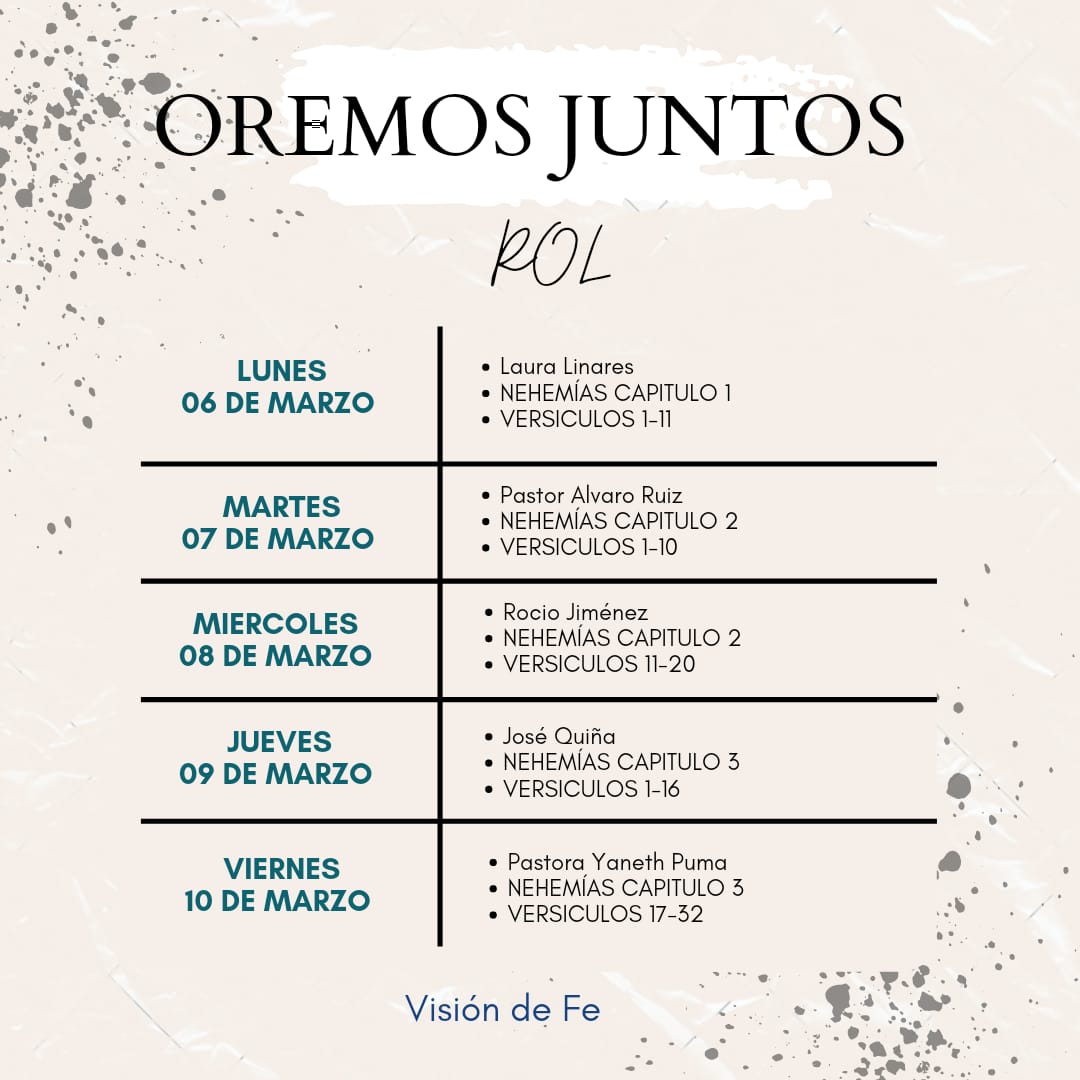 OREMOS JUNTOS
ROL
LUNES
06 DE MARZO
• Laura Linares
• NEHEMÍAS CAPITULO 1
• VERSICULOS 1-11
MARTES
07 DE MARZO
• Pastor Alvaro Ruiz
• NEHEMÍAS CAPITULO 2
• VERSICULOS 1-10
MIERCOLES
08 DE MARZO
• Rocio Jiménez
• NEHEMÍAS CAPITULO 2
• VERSICULOS 11-20
JUEVES
09 DE MARZO
• José Quiña
• NEHEMÍAS CAPITULO 3
• VERSICULOS 1-16
VIERNES
10 DE MARZO
• Pastora Yaneth Puma
• NEHEMÍAS CAPITULO 3
• VERSICULOS 17-32
Visión de Fe